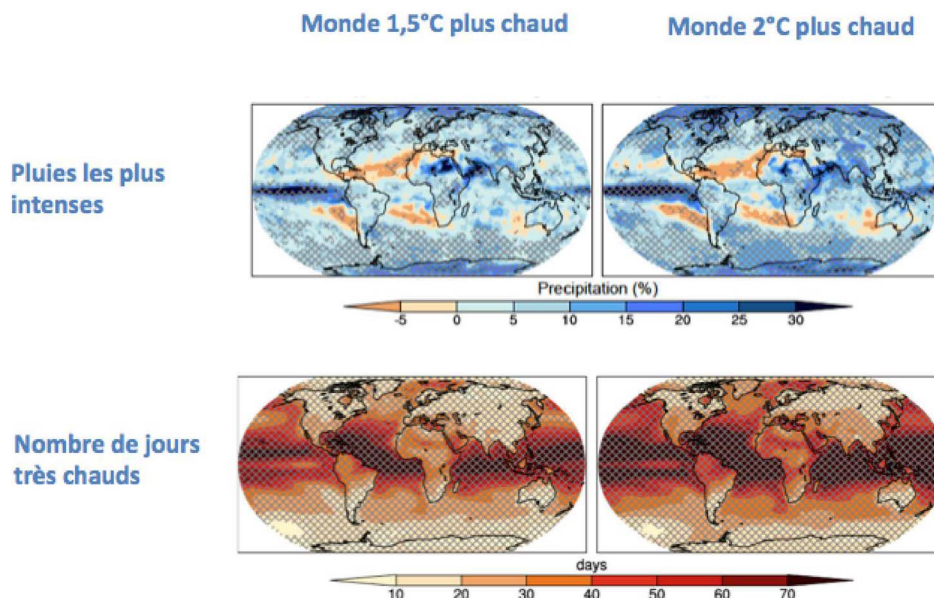 Monde 1,5°C plus chaud
Monde 2°C plus chaud
Pluies les plus
intenses
Precipitation (%)
-5 0 5 10 15 20 25 30
Nombre de jours
très chauds
days
10 20 30 40 50 60 70